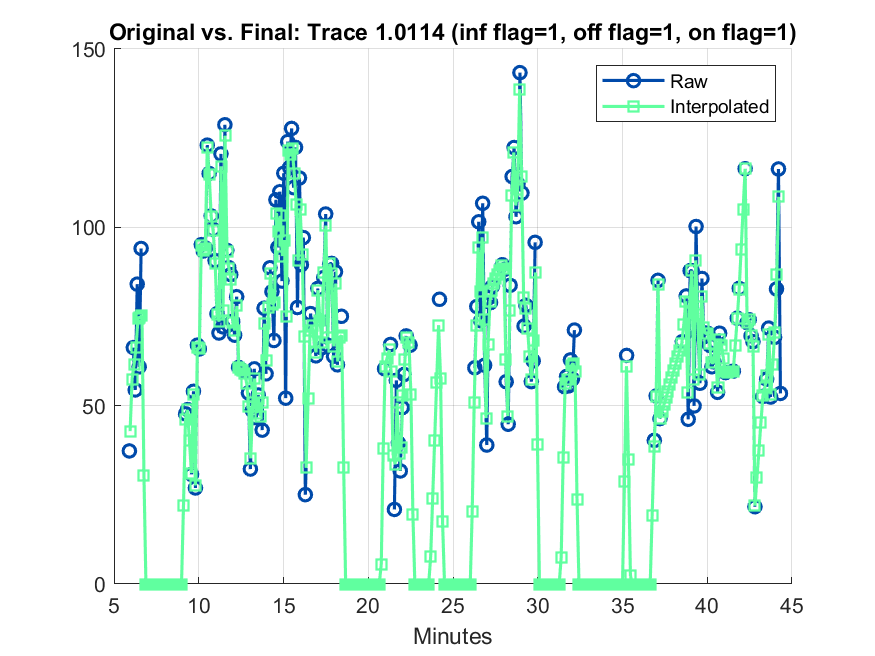 Original vs. Final: Trace 1.0114 (inf flag=1, off flag=1, on flag=1)
150
100
50
0
Raw
Interpolated
5 10 15 20 25 30 35 40 45
Minutes